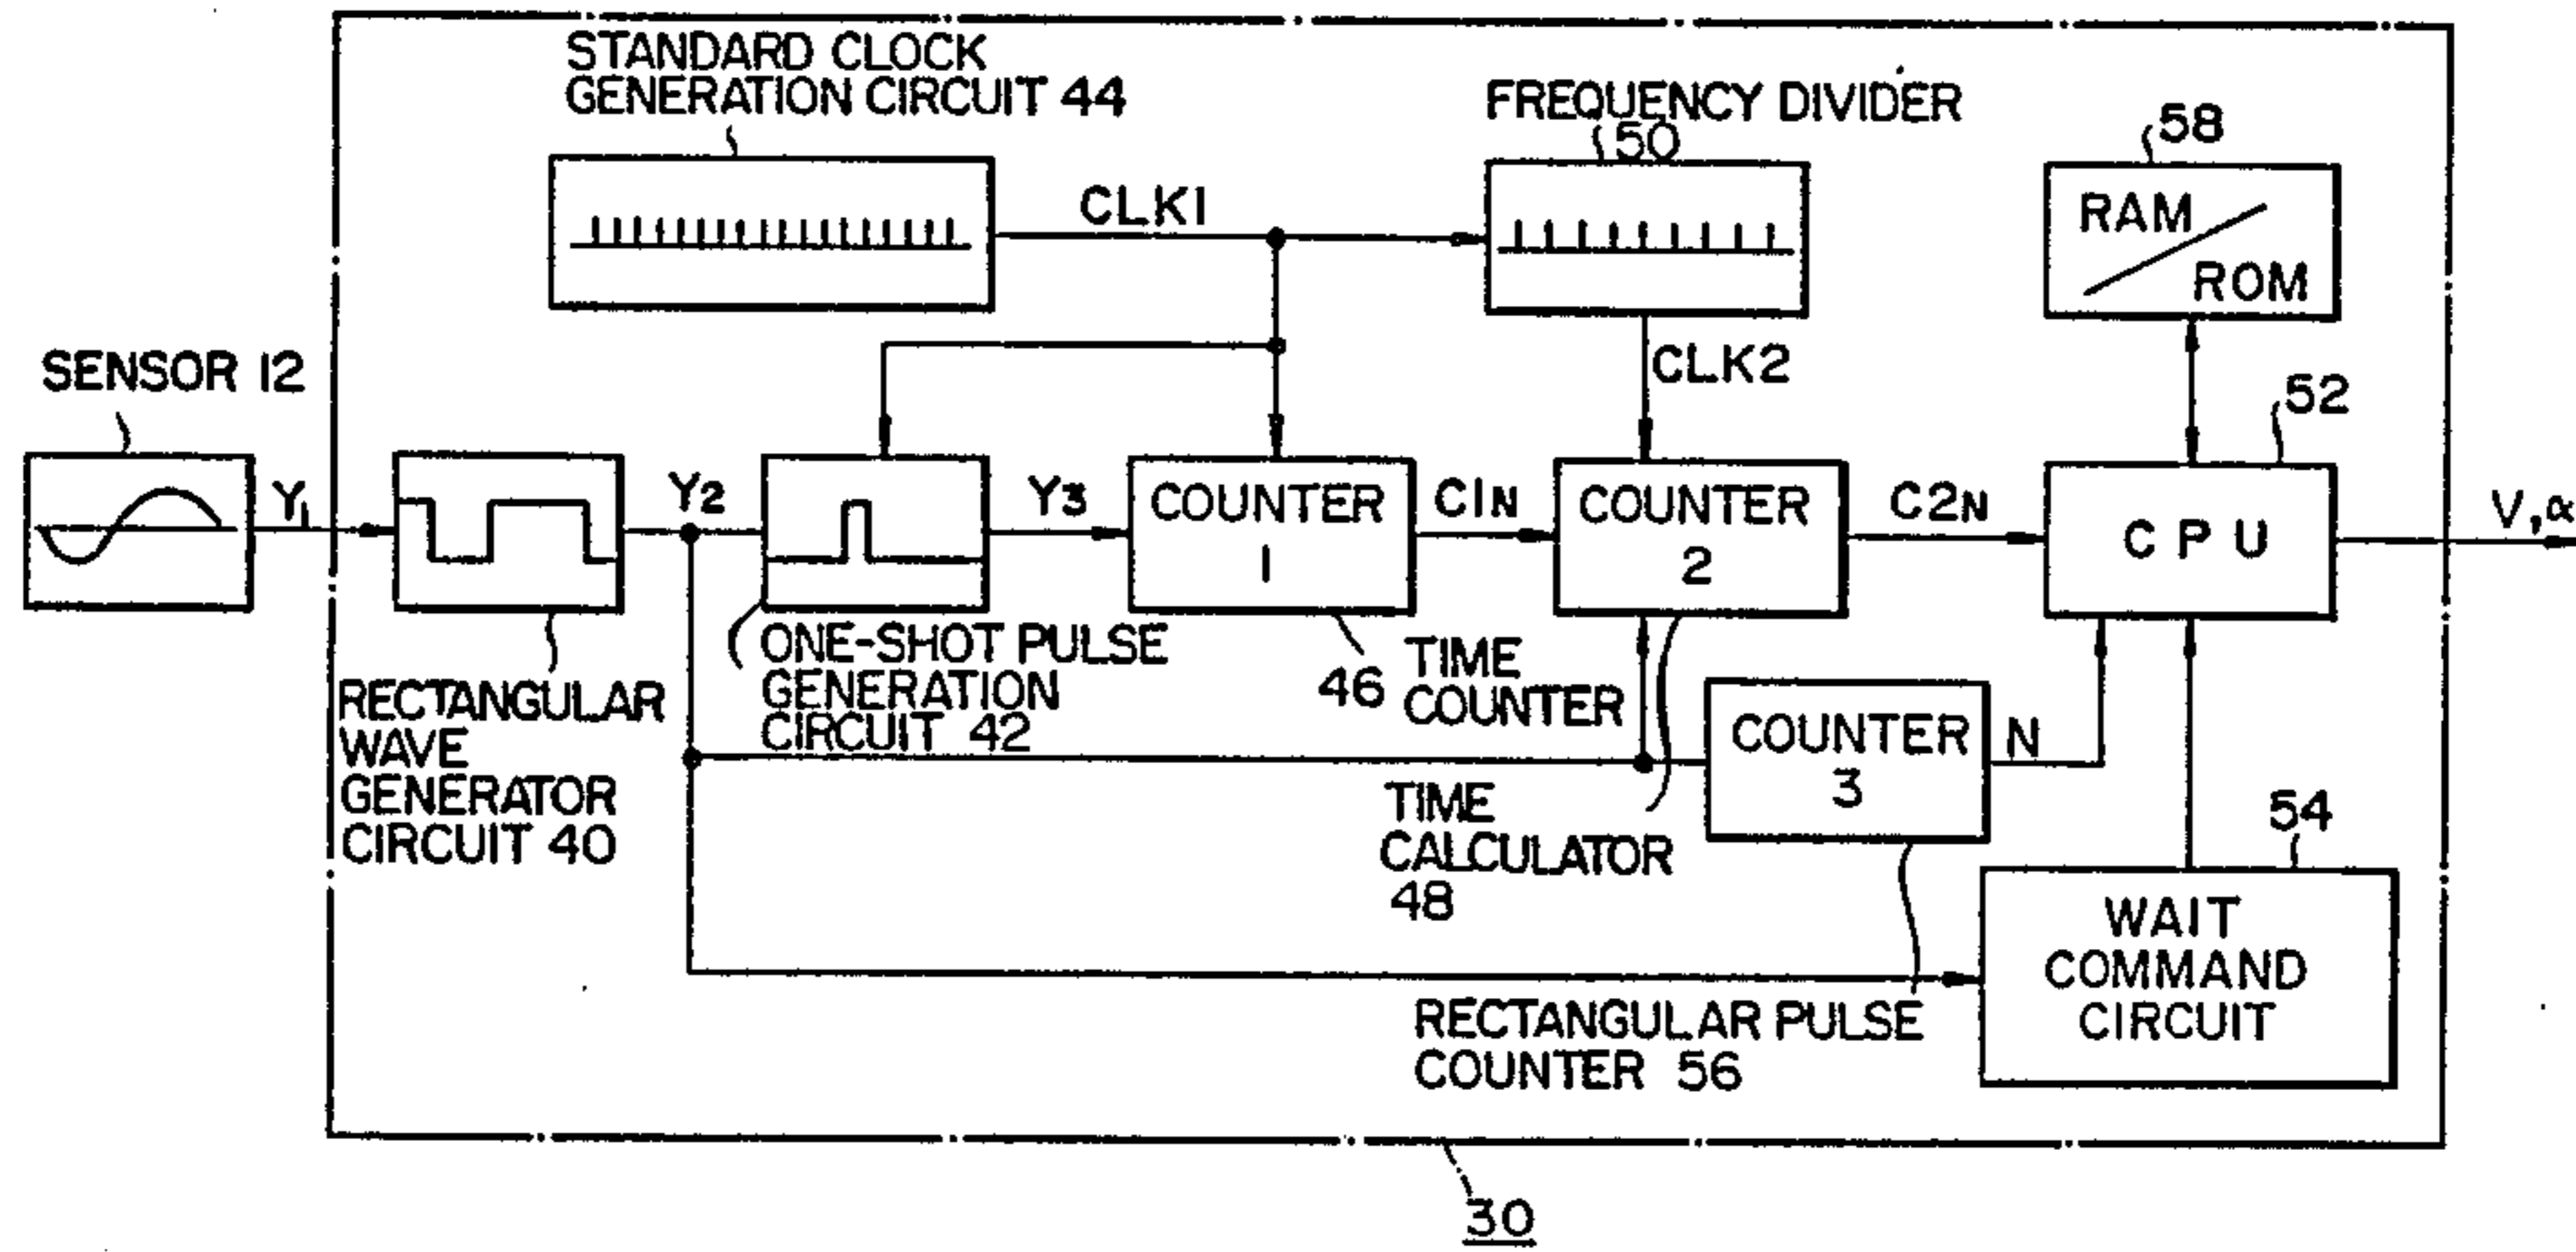 STANDARD CLOCK
GENERATION CIRCUIT 44
FREQUENCY DIVIDER
50
58
CLK1
RAM
ROM
CLK2
SENSOR 12
52
Y1
Y2
Y3
COUNTER
1
C1N
COUNTER
2
C2N
CPU
V, α
ONE-SHOT PULSE
GENERATION
CIRCUIT 42
46
TIME
COUNTER
RECTANGULAR
WAVE
GENERATOR
CIRCUIT 40
COUNTER
3
N
TIME
CALCULATOR
48
54
WAIT
COMMAND
CIRCUIT
RECTANGULAR PULSE
COUNTER 56
30